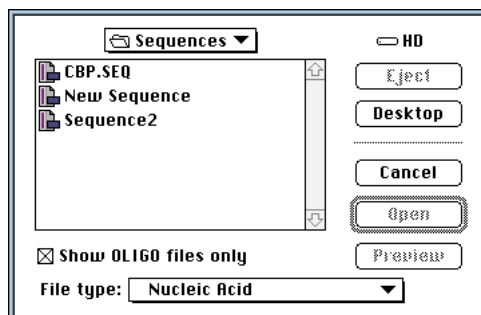 Sequences
HD
CBP.SEQ
New Sequence
Sequence2
Eject
Desktop
Cancel
Open
Preview
Show OLIGO files only
File type: Nucleic Acid